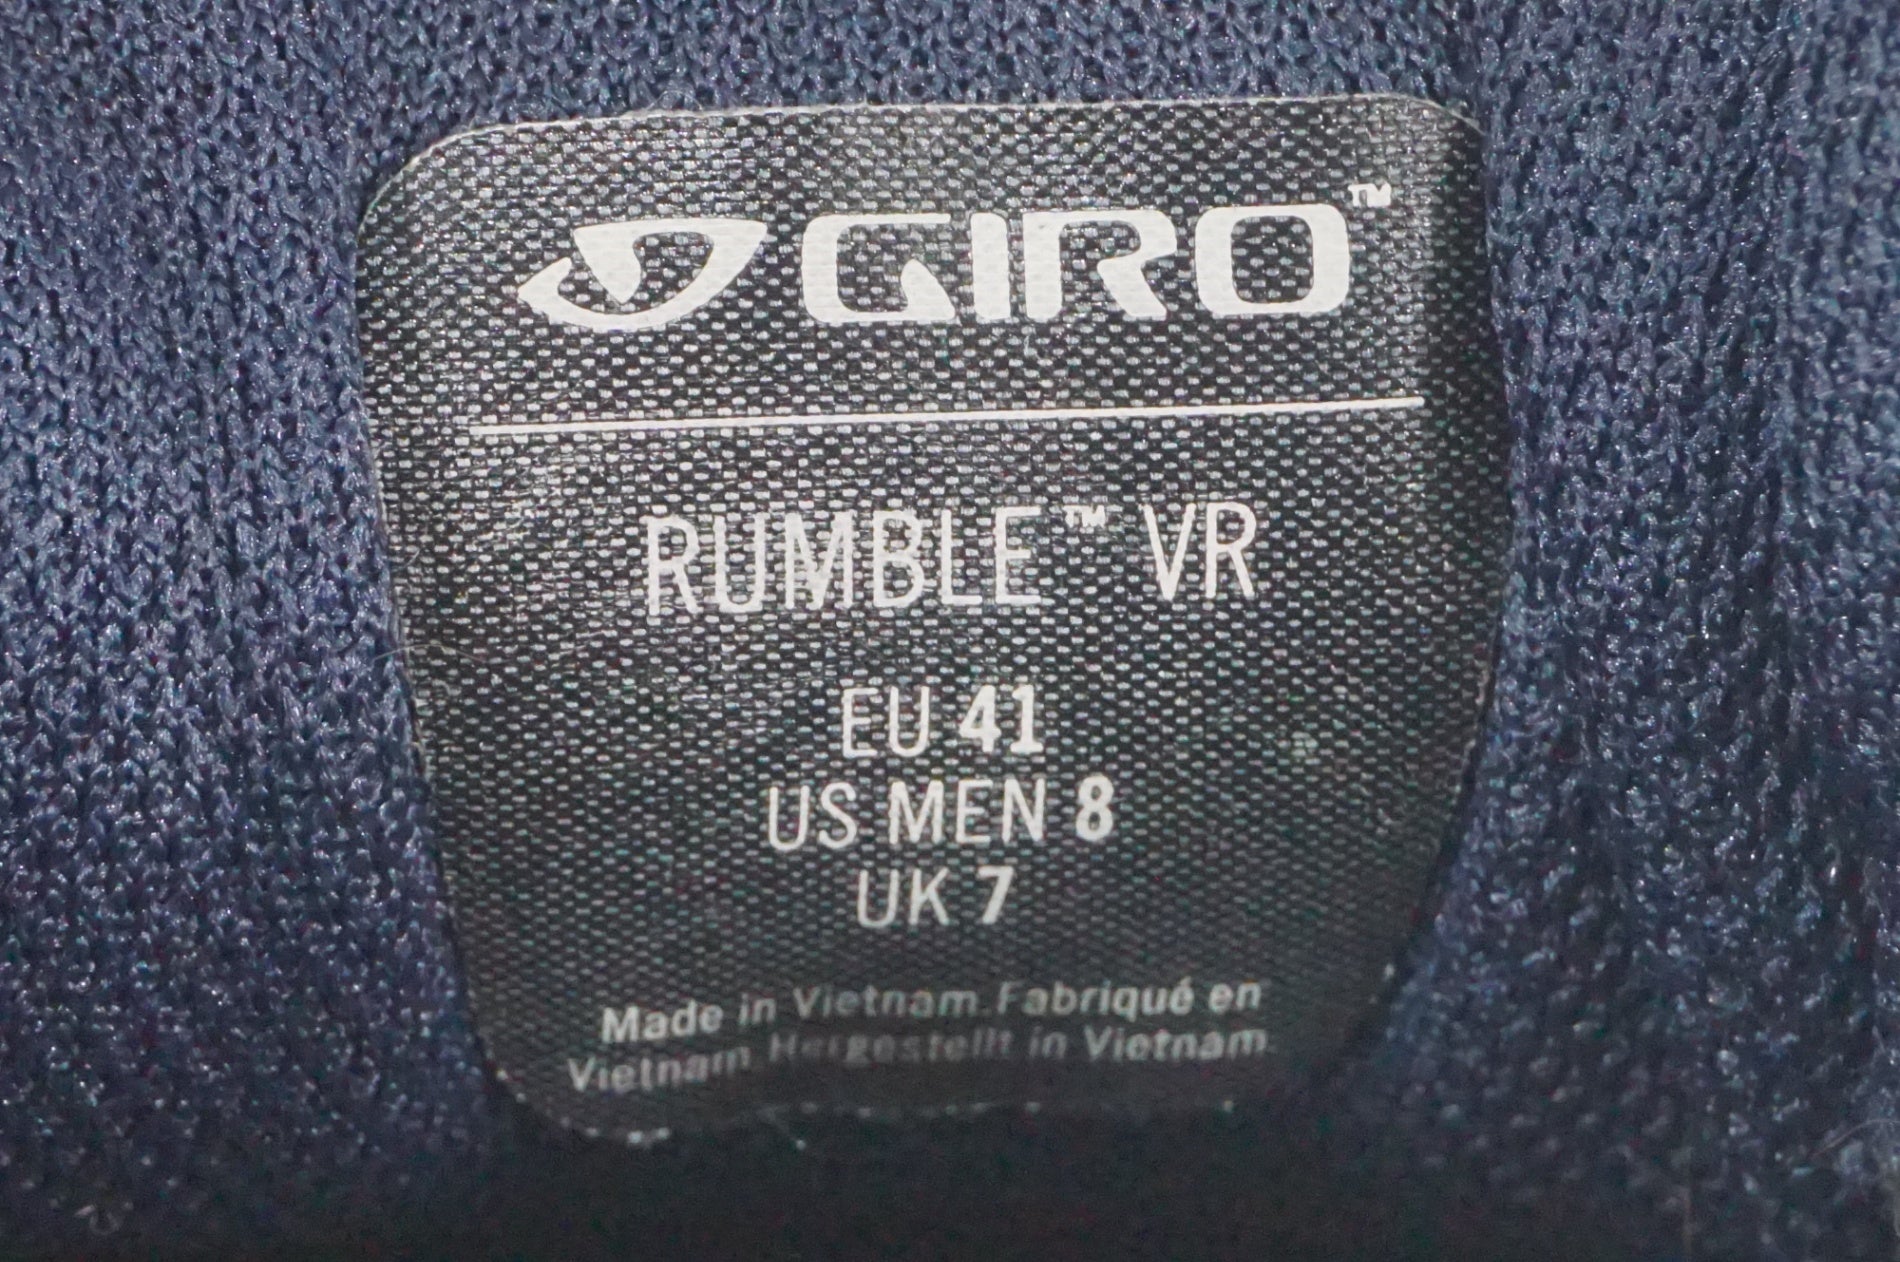 GIRO™
RUMBLE™ VR
EU 41
US MEN 8
UK 7
Made in Vietnam.Fabriqué en
Vietnam Hergestellt in Vietnam.